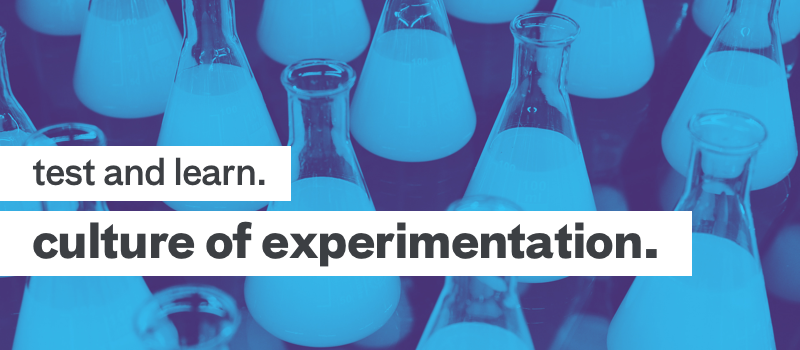 test and learn.
culture of experimentation.